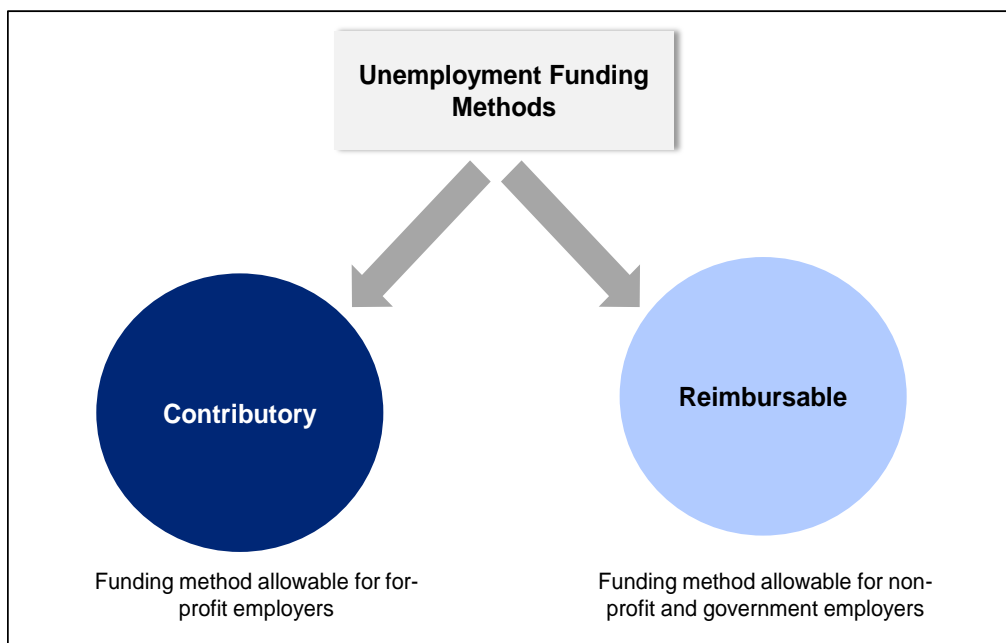 Unemployment Funding
Methods
Contributory
Reimbursable
Funding method allowable for for-
profit employers
Funding method allowable for non-
profit and government employers